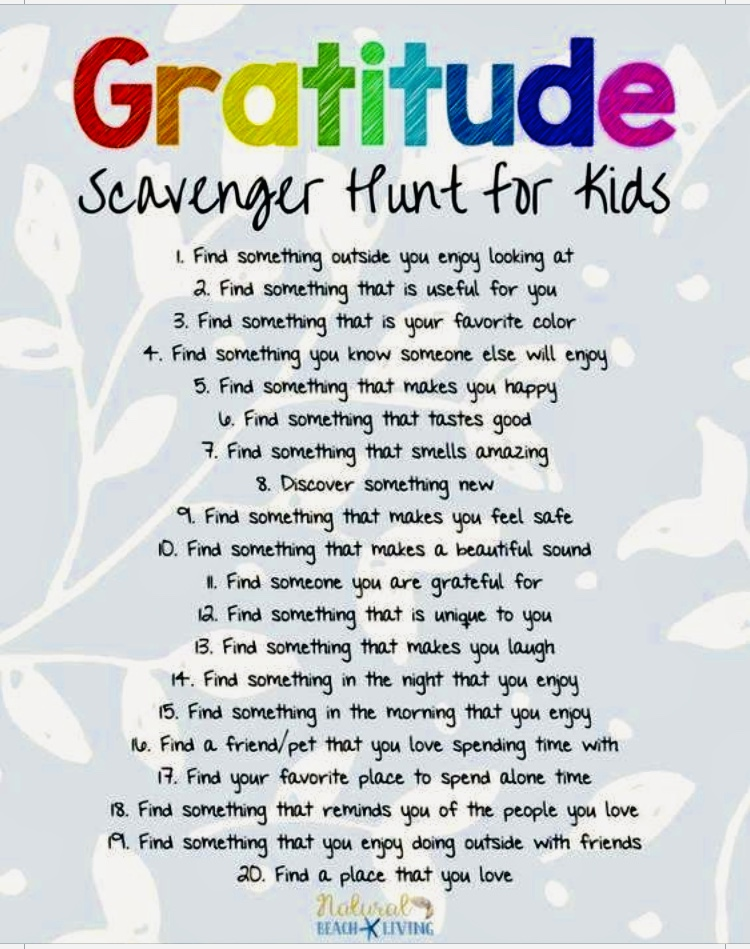 Gratitude
Scavenger Hunt for Kids
1. Find something outside you enjoy looking at
2. Find something that is useful for you
3. Find something that is your favorite color
4. Find something you know someone else will enjoy
5. Find something that makes you happy
6. Find something that tastes good
7. Find something that smells amazing
8. Discover something new
9. Find something that makes you feel safe
10. Find something that makes a beautiful sound
11. Find someone you are grateful for
12. Find something that is unique to you
13. Find something that makes you laugh
14. Find something in the night that you enjoy
15. Find something in the morning that you enjoy
16. Find a friend/pet that you love spending time with
17. Find your favorite place to spend alone time
18. Find something that reminds you of the people you love
19. Find something that you enjoy doing outside with friends
20. Find a place that you love
Natural
BEACH LIVING